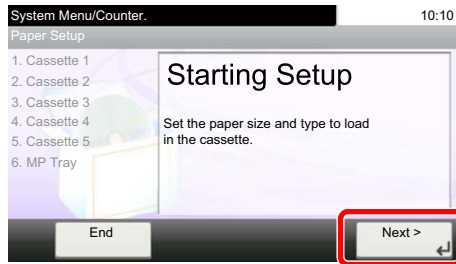 System Menu/Counter.
10:10
Paper Setup
1. Cassette 1
2. Cassette 2
3. Cassette 3
4. Cassette 4
5. Cassette 5
6. MP Tray
Starting Setup
Set the paper size and type to load
in the cassette.
End
Next >